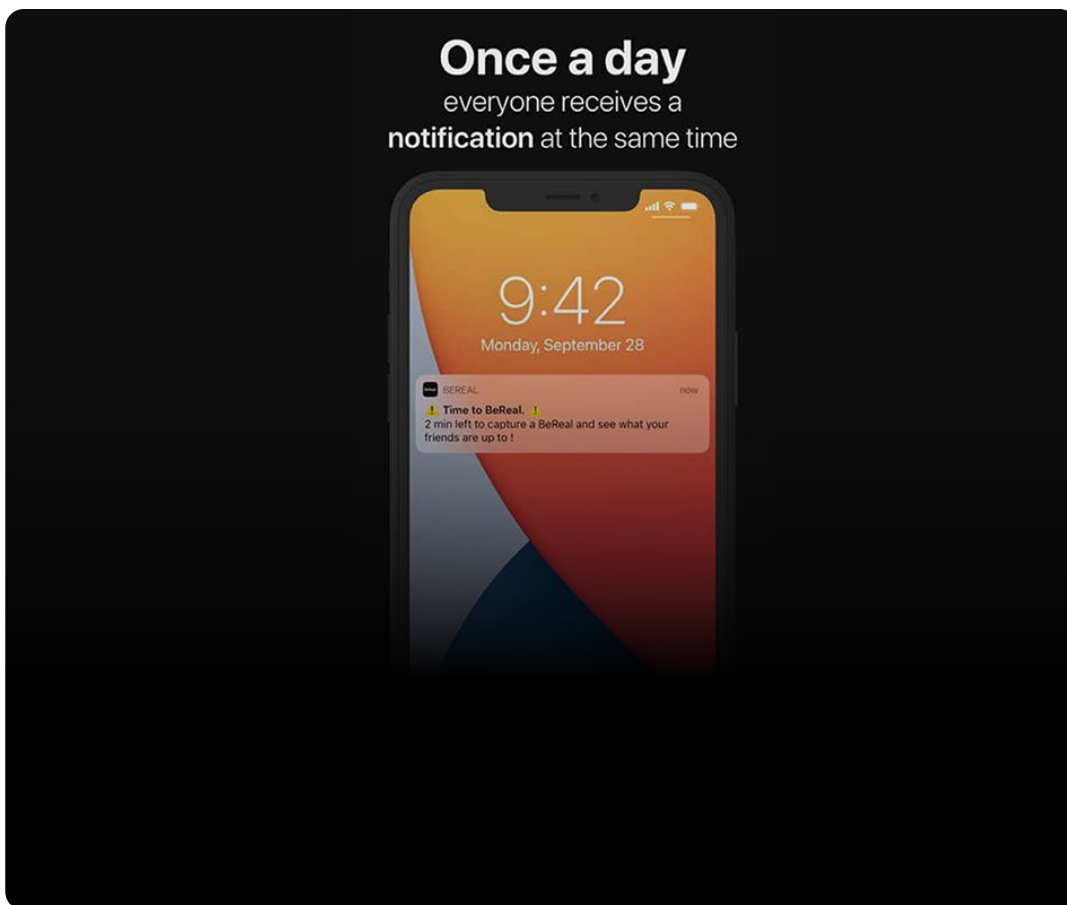 Once a day
everyone receives a
notification at the same time
9:42
Monday, September 28
BEREAL
now
⚠️ Time to BeReal. ⚠️
2 min left to capture a BeReal and see what your
friends are up to !